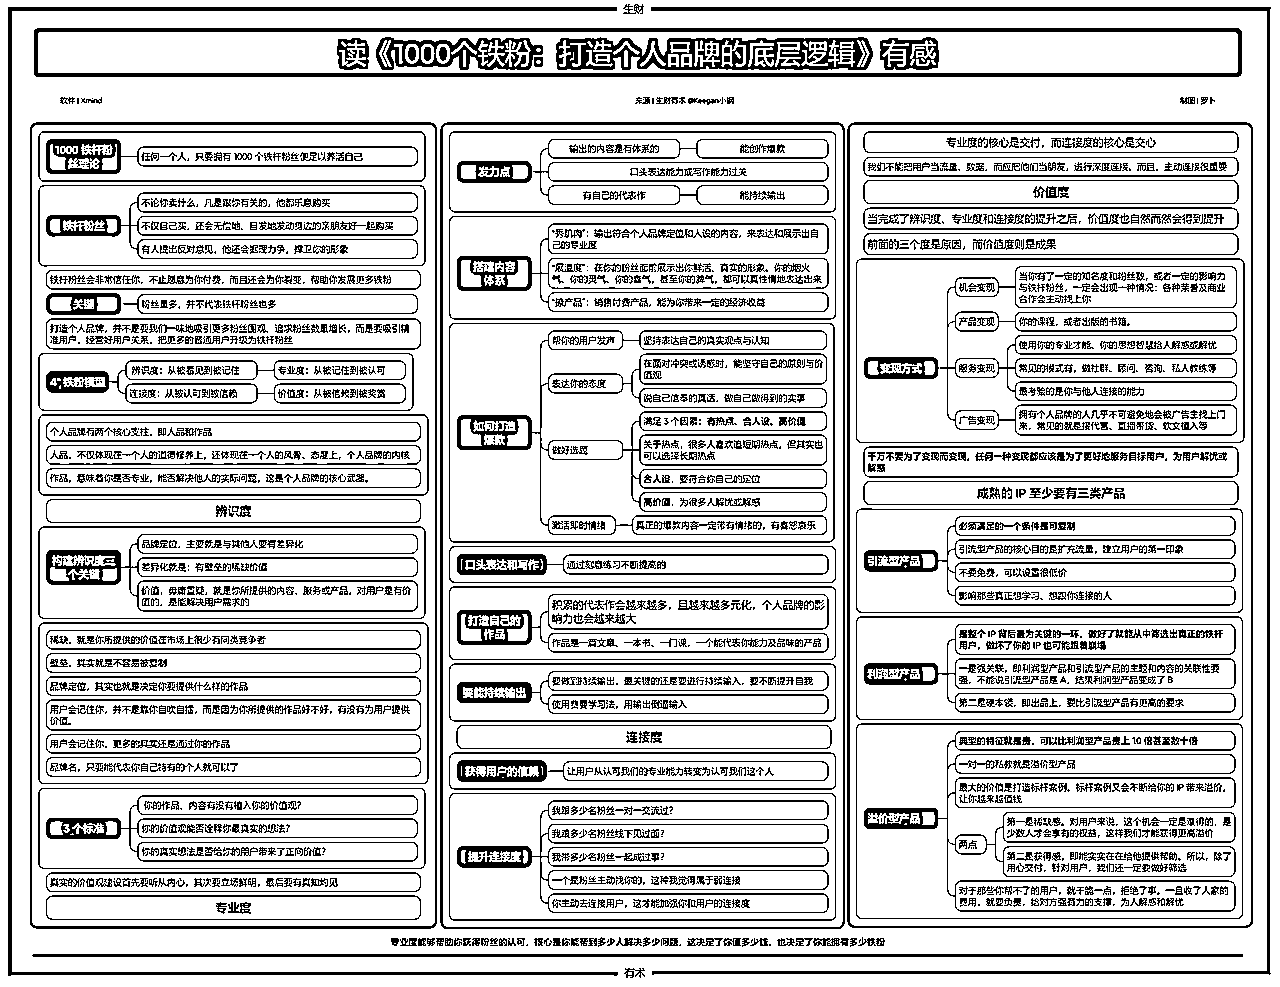 生财
读《1000个铁粉：打造个人品牌的底层逻辑》有感
软件 | Xmind
来源 | 生财有术 @Keegan小钢
制图 | 萝卜
1000 铁杆粉
丝理论
任何一个人，只要拥有 1000 个铁杆粉丝便足以养活自己
铁杆粉丝
不论你卖什么，凡是跟你有关的，他都乐意购买
不仅自己买，还会无偿地、自发地发动身边的亲朋友好一起购买
有人提出反对意见，他还会据理力争，捍卫你的形象
铁杆粉丝会非常信任你，不止愿意为你付费，而且还会为你裂变，帮助你发展更多铁粉
关键
粉丝量多，并不代表铁杆粉丝也多
打造个人品牌，并不是要我们一味地吸引更多粉丝围观、追求粉丝数量增长，而是要吸引精
准用户，经营好用户关系，把更多的普通用户升级为铁杆粉丝
铁粉模型
辨识度：从被看见到被记住
专业度：从被记住到被认可
连接度：从被认可到被信赖
价值度：从被信赖到被奖赏
个人品牌有两个核心支柱，即人品和作品
人品，不仅体现在一个人的道德修养上，还体现在一个人的风骨、态度上，个人品牌的内核
作品，意味着你是否专业，能否解决他人的实际问题，这是个人品牌的核心武器。
辨识度
构建辨识度三
个关键
品牌定位，主要就是与其他人要有差异化
差异化就是：有壁垒的稀缺价值
价值，毋庸置疑，就是你所提供的内容、服务或产品，对用户是有价
值的，是能解决用户需求的
稀缺，就是你所提供的价值在市场上很少有同类竞争者
壁垒，其实就是不容易被复制
品牌定位，其实也就是决定你要提供什么样的作品
用户会记住你，并不是靠你自吹自擂，而是因为你所提供的作品好不好，有没有为用户提供
价值。
用户会记住你，更多的其实还是通过你的作品
品牌名，只要能代表你自己特有的个人就可以了
3 个标准
你的作品、内容有没有植入你的价值观？
你的价值观能否诠释你最真实的想法？
你的真实想法是否给你的用户带来了正向价值？
真实的价值观建设首先要听从内心，其次要立场鲜明，最后要有真知灼见
专业度
发力点
输出的内容是有体系的
能创作爆款
口头表达能力或写作能力过关
有自己的代表作
能持续输出
搭建内容
体系
“秀肌肉”：输出符合个人品牌定位和人设的内容，来表达和展示出自
己的专业度
“展温度”：在你的粉丝面前展示出你鲜活、真实的形象。你的烟火
气、你的灵气、你的喜气，甚至你的脾气，都可以真性情地表达出来
“晒产品”：销售付费产品，能为你带来一定的经济收益
如何打造
爆款
帮你的用户发声
坚持表达自己的真实观点与认知
表达你的态度
在面对冲突或诱惑时，能坚守自己的原则与价
值观
说自己信奉的真话，做自己做得到的实事
做好选题
满足 3 个因素：有热点、合人设、高价值
关于热点，很多人喜欢追短期热点，但其实也
可以选择长期热点
合人设，要符合你自己的定位
高价值，为很多人解忧或解惑
激活即时情绪
真正的爆款内容一定带有情绪的，有喜怒哀乐
口头表达和写作
通过刻意练习不断提高的
打造自己的
作品
积累的代表作会越来越多，且越来越多元化，个人品牌的影
响力也会越来越大
作品是一篇文章、一本书、一门课，一个能代表你能力及品味的产品
要能持续输出
要做到持续输出，最关键的还是要进行持续输入，要不断提升自我
使用费曼学习法，用输出倒逼输入
连接度
获得用户的信赖
让用户从认可我们的专业能力转变为认可我们这个人
提升连接度
我跟多少名粉丝一对一交流过？
我跟多少名粉丝线下见过面？
我带多少名粉丝一起成过事？
一个是粉丝主动找你的，这种我觉得属于弱连接
你主动去连接用户，这才能加强你和用户的连接度
专业度的核心是交付，而连接度的核心是交心
我们不能把用户当流量、数据，而应把他们当朋友，进行深度连接，而且，主动连接很重要
价值度
当完成了辨识度、专业度和连接度的提升之后，价值度也自然而然会得到提升
前面的三个度是原因，而价值度则是成果
变现方式
机会变现
当你有了一定的知名度和粉丝数，或者一定的影响力
与铁杆粉丝，一定会出现一种情况：各种荣誉及商业
合作会主动找上你
产品变现
你的课程，或者出版的书籍。
服务变现
使用你的专业才能、你的思想智慧给人解惑或解忧
常见的模式有，做社群、顾问、咨询、私人教练等
最考验的是你与他人连接的能力
广告变现
拥有个人品牌的人几乎不可避免地会被广告主找上门
来，常见的就是接代言、直播带货、软文植入等
千万不要为了变现而变现，任何一种变现都应该是为了更好地服务目标用户，为用户解忧或
解惑
成熟的 IP 至少要有三类产品
引流型产品
必须满足的一个条件是可复制
引流型产品的核心目的是扩充流量，建立用户的第一印象
不要免费，可以设置很低价
影响那些真正想学习、想跟你连接的人
利润型产品
是整个 IP 背后最为关键的一环，做好了就能从中筛选出真正的铁杆
用户，做坏了你的 IP 也可能跟着崩塌
一是强关联，即利润型产品和引流型产品的主题和内容的关联性要
强，不能说引流型产品是 A，结果利润型产品变成了 B
第二是硬本领，即出品上，要比引流型产品有更高的要求
溢价型产品
典型的特征就是贵，可以比利润型产品贵上 10 倍甚至数十倍
一对一的私教就是溢价型产品
最大的价值是打造标杆案例，标杆案例又会不断给你的 IP 带来溢价，
让你越来越值钱
两点
第一是稀缺感。对用户来说，这个机会一定是难得的，是
少数人才会享有的权益，这样我们才能获得更高溢价
第二是获得感，即能实实在在给他提供帮助。所以，除了
用心交付，针对用户，我们还一定要做好筛选
对于那些你帮不了的用户，就干脆一点，拒绝了事。一旦收了人家的
费用，就要负责，给对方强有力的支撑，为人解惑和解忧
专业度能够帮助你获得粉丝的认可，核心是你能帮到多少人解决多少问题，这决定了你值多少钱，也决定了你能拥有多少铁粉
有术